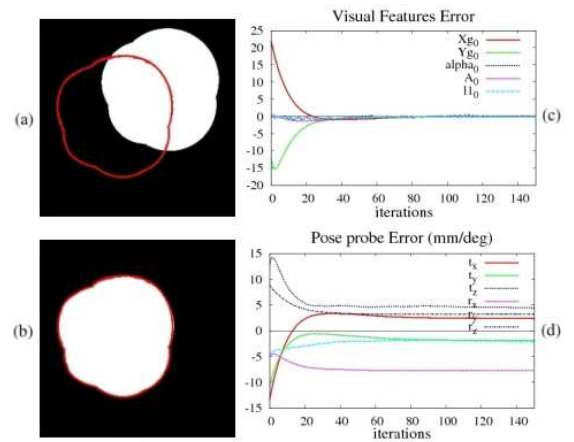 (a)
Visual Features Error
Xg0
Yg0
alpha0
A0
l10
25
20
15
10
5
0
-5
-10
-15
-20
0 20 40 60 80 100 120 140
iterations
(c)
(b)
Pose probe Error (mm/deg)
tx
ty
tz
rx
ry
rz
15
10
5
0
-5
-10
-15
0 20 40 60 80 100 120 140
iterations
(d)